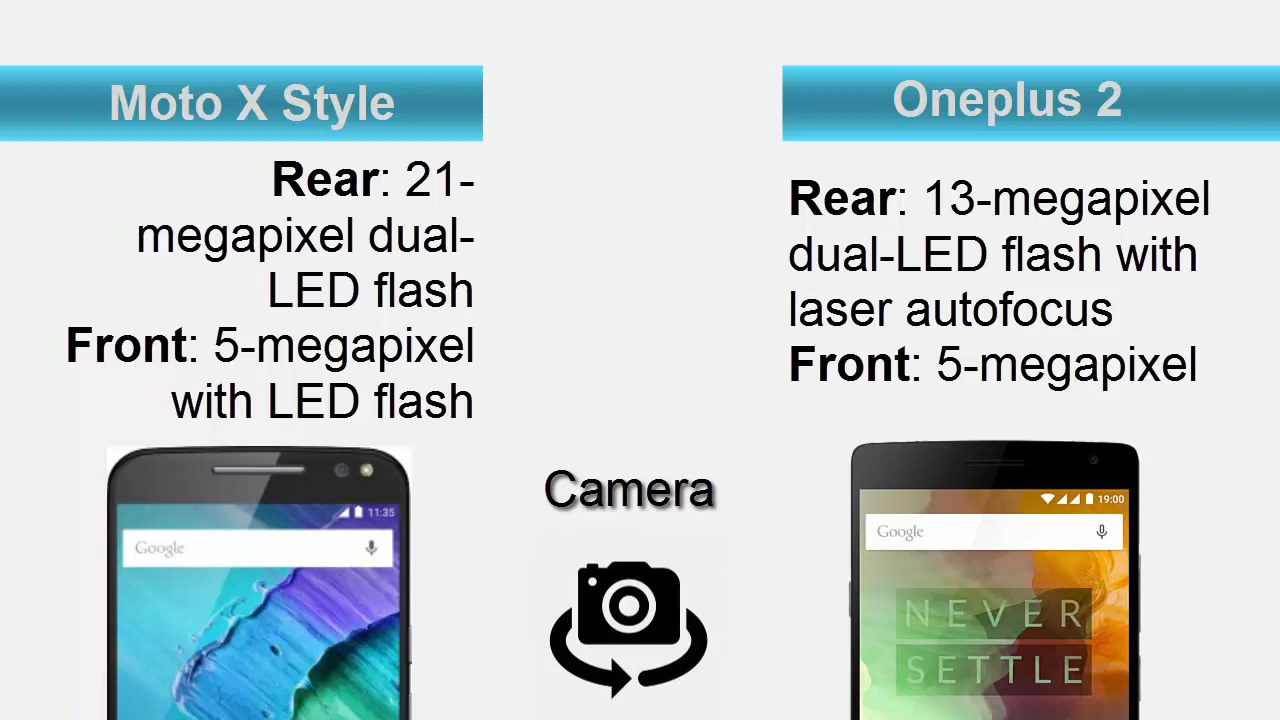 Moto X Style
Rear: 21-
megapixel dual-
LED flash
Front: 5-megapixel
with LED flash
Oneplus 2
Rear: 13-megapixel
dual-LED flash with
laser autofocus
Front: 5-megapixel
Camera
11:35
Google
19:00
Google
NEVER
SETTLE